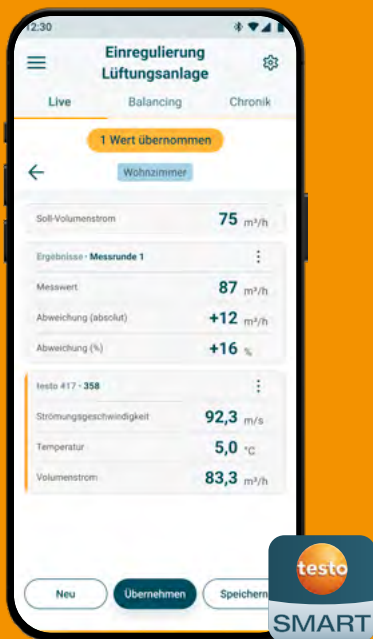 12:30
Einregulierung
Lüftungsanlage
Live Balancing Chronik
1 Wert übernommen
Wohnzimmer
Soll-Volumenstrom 75 m³/h
Ergebnisse - Messrunde 1
Messwert 87 m³/h
Abweichung (absolut) +12 m³/h
Abweichung (%) +16 %
testo 417 - 358
Strömungsgeschwindigkeit 92,3 m/s
Temperatur 5,0 °C
Volumenstrom 83,3 m³/h
Neu Übernehmen Speichern
testo
SMART